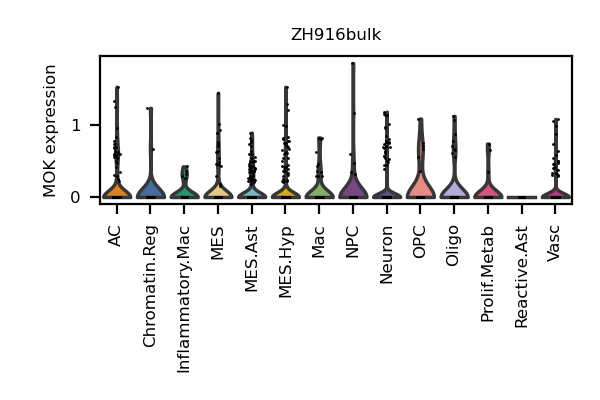 ZH916bulk
MOK expression
1
0
AC
Chromatin.Reg
Inflammatory.Mac
MES
MES.Ast
MES.Hyp
Mac
NPC
Neuron
OPC
Oligo
Prolif.Metab
Reactive.Ast
Vasc